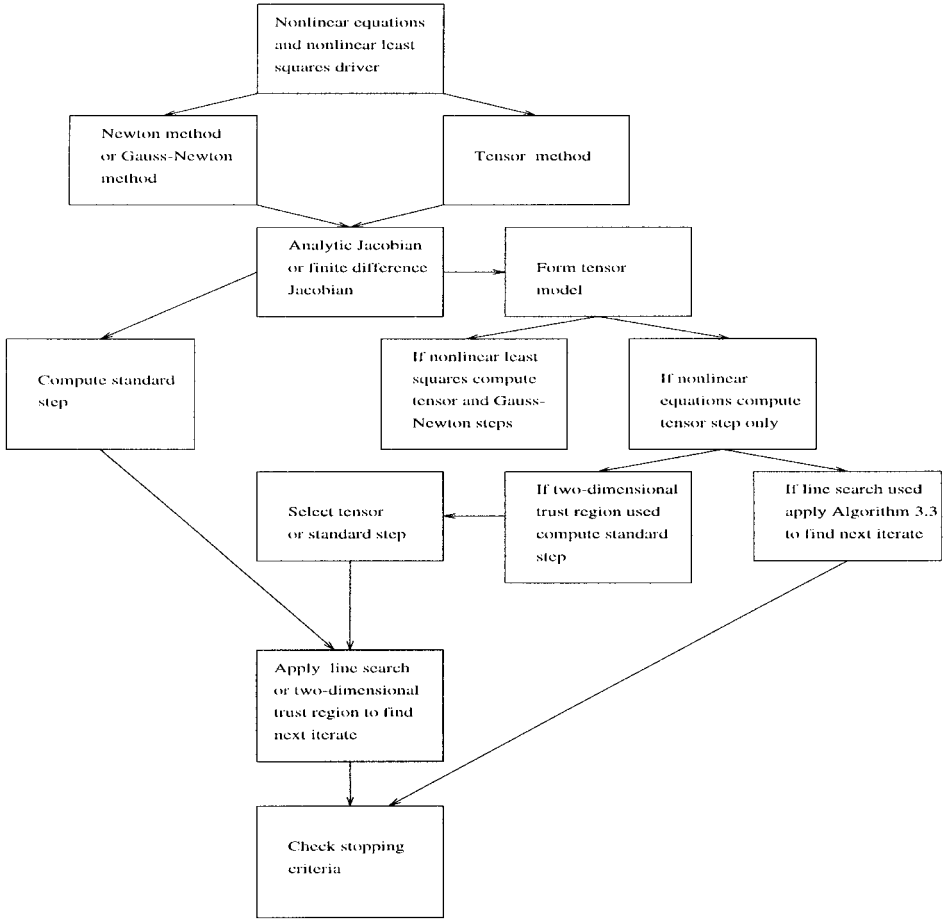 Nonlinear equations
and nonlinear least
squares driver
Newton method
or Gauss-Newton
method
Tensor method
Analytic Jacobian
or finite difference
Jacobian
Form tensor
model
Compute standard
step
If nonlinear least
squares compute
tensor and Gauss-
Newton steps
If nonlinear
equations compute
tensor step only
Select tensor
or standard step
If two-dimensional
trust region used
compute standard
step
If line search used
apply Algorithm 3.3
to find next iterate
Apply line search
or two-dimensional
trust region to find
next iterate
Check stopping
criteria